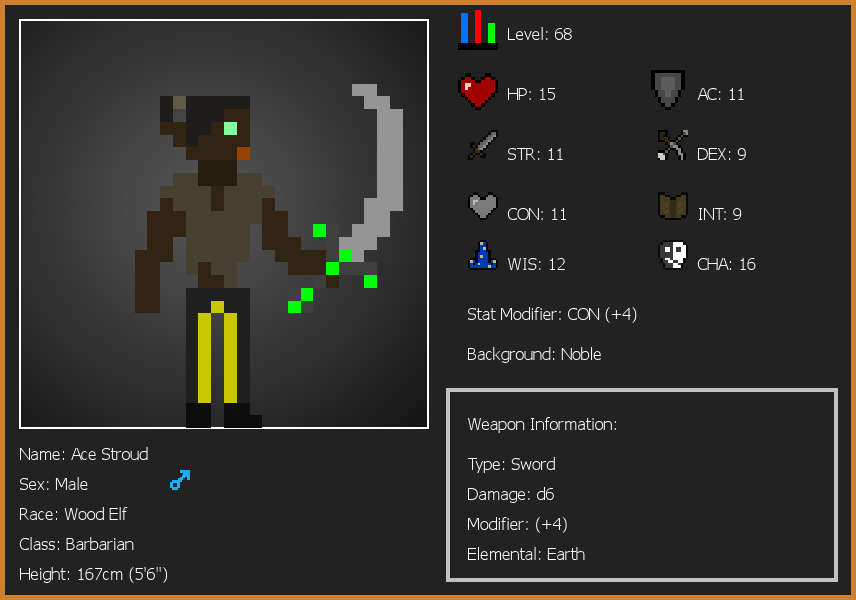 Level: 68
HP: 15
AC: 11
STR: 11
DEX: 9
CON: 11
INT: 9
WIS: 12
CHA: 16
Stat Modifier: CON (+4)
Background: Noble
Weapon Information:
Type: Sword
Damage: d6
Modifier: (+4)
Elemental: Earth
Name: Ace Stroud
Sex: Male
Race: Wood Elf
Class: Barbarian
Height: 167cm (5'6")